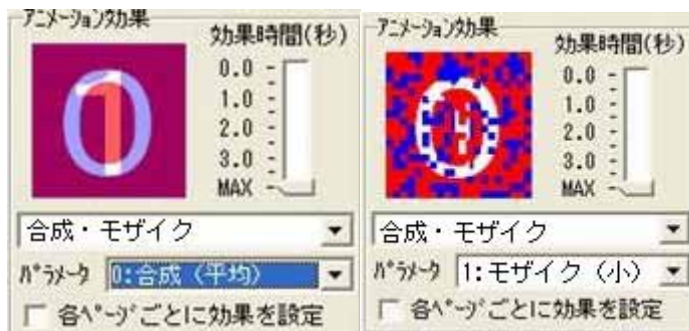 アニメーション効果
効果時間(秒)
0.0
1.0
2.0
3.0
MAX
合成・モザイク
パラメータ 0:合成（平均）
各ページごとに効果を設定
アニメーション効果
効果時間(秒)
0.0
1.0
2.0
3.0
MAX
合成・モザイク
パラメータ 1:モザイク（小）
各ページごとに効果を設定